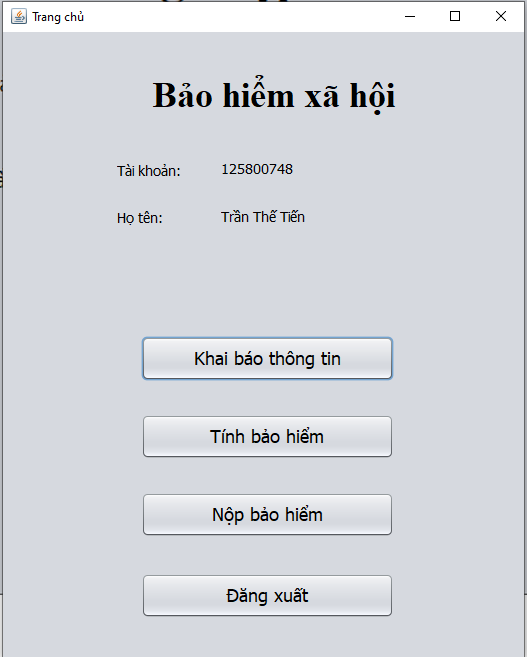 Trang chủ
Bảo hiểm xã hội
Tài khoản: 125800748
Họ tên: Trần Thế Tiến
Khai báo thông tin
Tính bảo hiểm
Nộp bảo hiểm
Đăng xuất